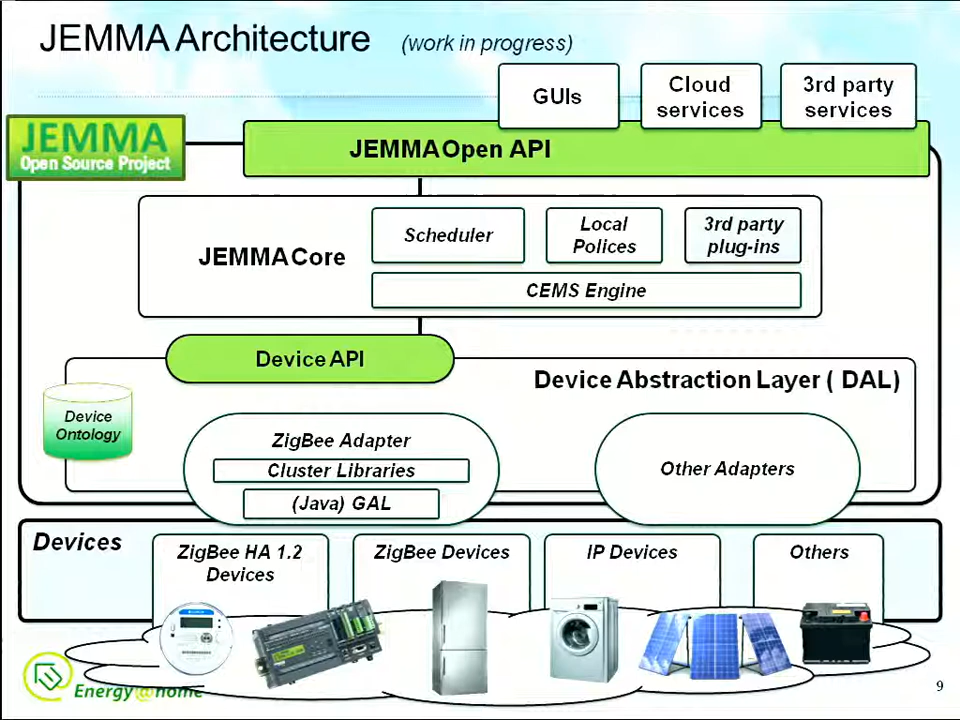 JEMMA Architecture (work in progress)
GUIs
Cloud
services
3rd party
services
JEMMA
Open Source Project
JEMMA Open API
JEMMA Core
Scheduler
Local
Polices
3rd party
plug-ins
CEMS Engine
Device API
Device Abstraction Layer ( DAL)
Device
Ontology
ZigBee Adapter
Cluster Libraries
(Java) GAL
Other Adapters
Devices
ZigBee HA 1.2
Devices
ZigBee Devices
IP Devices
Others
Energy@home
9